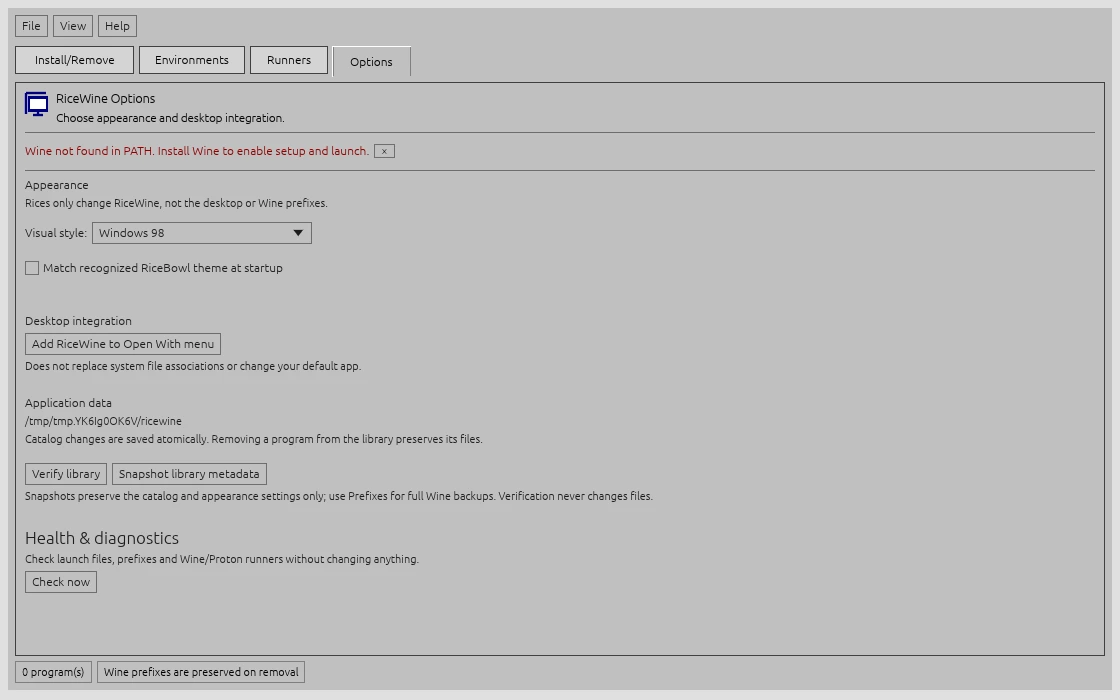 File View Help
Install/Remove Environments Runners Options
RiceWine Options
Choose appearance and desktop integration.
Wine not found in PATH. Install Wine to enable setup and launch. ×
Appearance
Rices only change RiceWine, not the desktop or Wine prefixes.
Visual style: Windows 98
Match recognized RiceBowl theme at startup
Desktop integration
Add RiceWine to Open With menu
Does not replace system file associations or change your default app.
Application data
/tmp/tmp.YK6Ig0OK6V/ricewine
Catalog changes are saved atomically. Removing a program from the library preserves its files.
Verify library Snapshot library metadata
Snapshots preserve the catalog and appearance settings only; use Prefixes for full Wine backups. Verification never changes files.
Health & diagnostics
Check launch files, prefixes and Wine/Proton runners without changing anything.
Check now
0 program(s) Wine prefixes are preserved on removal